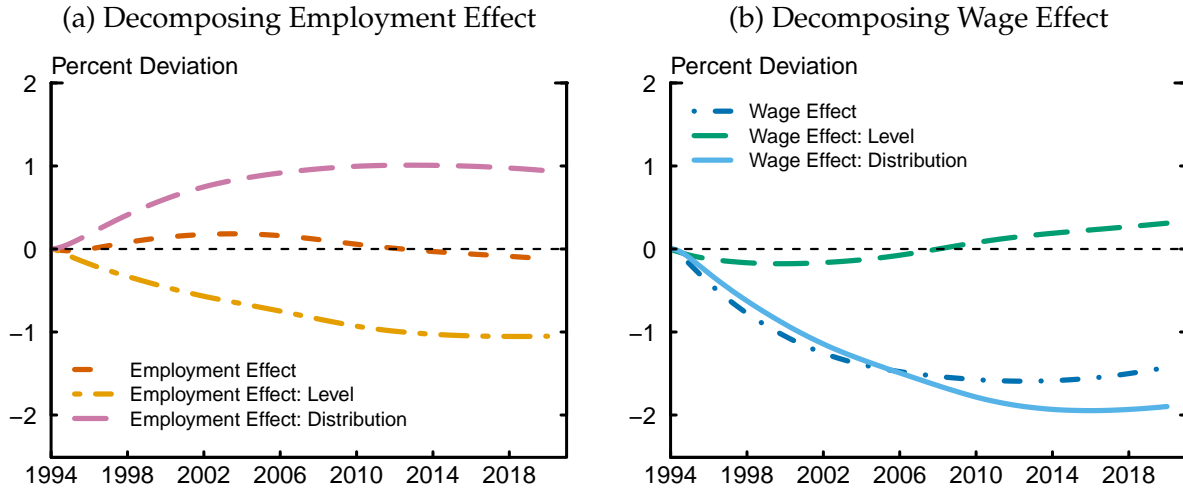 (a) Decomposing Employment Effect
Percent Deviation
2
1
0
−1
−2
Employment Effect
Employment Effect: Level
Employment Effect: Distribution
1994 1998 2002 2006 2010 2014 2018
(b) Decomposing Wage Effect
Percent Deviation
2
1
0
−1
−2
Wage Effect
Wage Effect: Level
Wage Effect: Distribution
1994 1998 2002 2006 2010 2014 2018